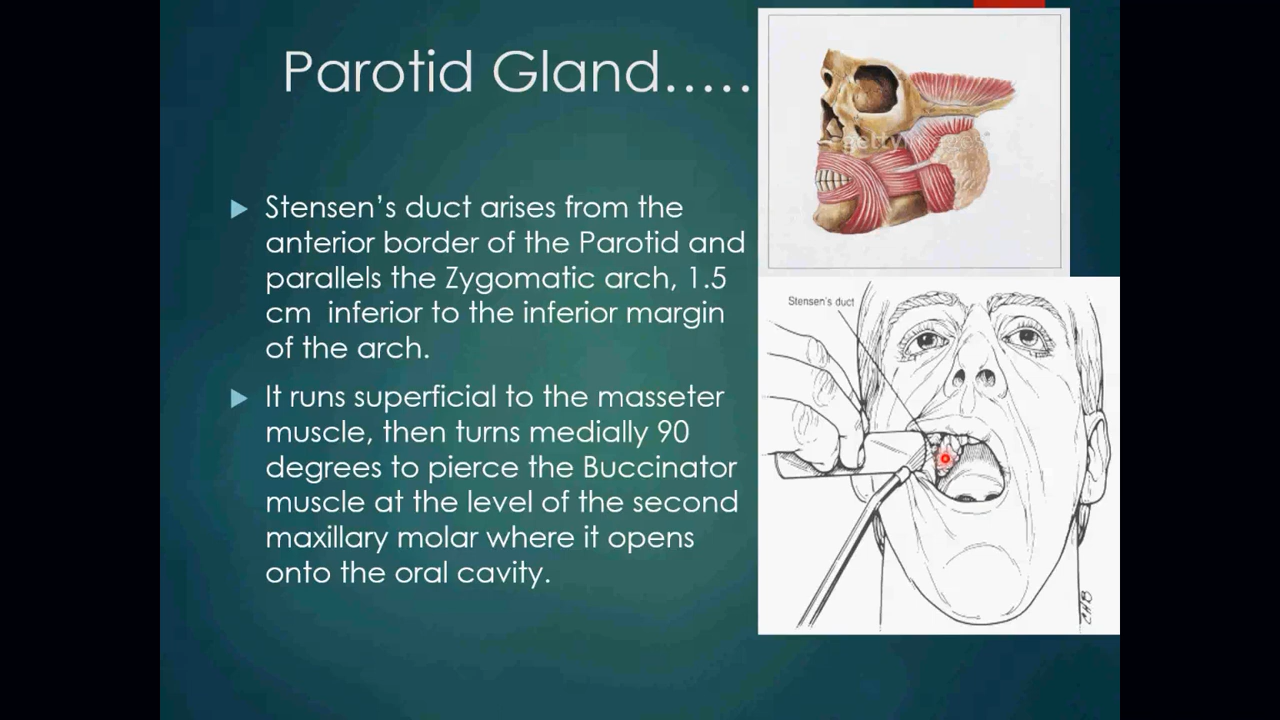 Parotid Gland.....
Stensen's duct arises from the
anterior border of the Parotid and
parallels the Zygomatic arch, 1.5
cm inferior to the inferior margin
of the arch.
It runs superficial to the masseter
muscle, then turns medially 90
degrees to pierce the Buccinator
muscle at the level of the second
maxillary molar where it opens
onto the oral cavity.
gettyimages
Stensen's duct
CHB